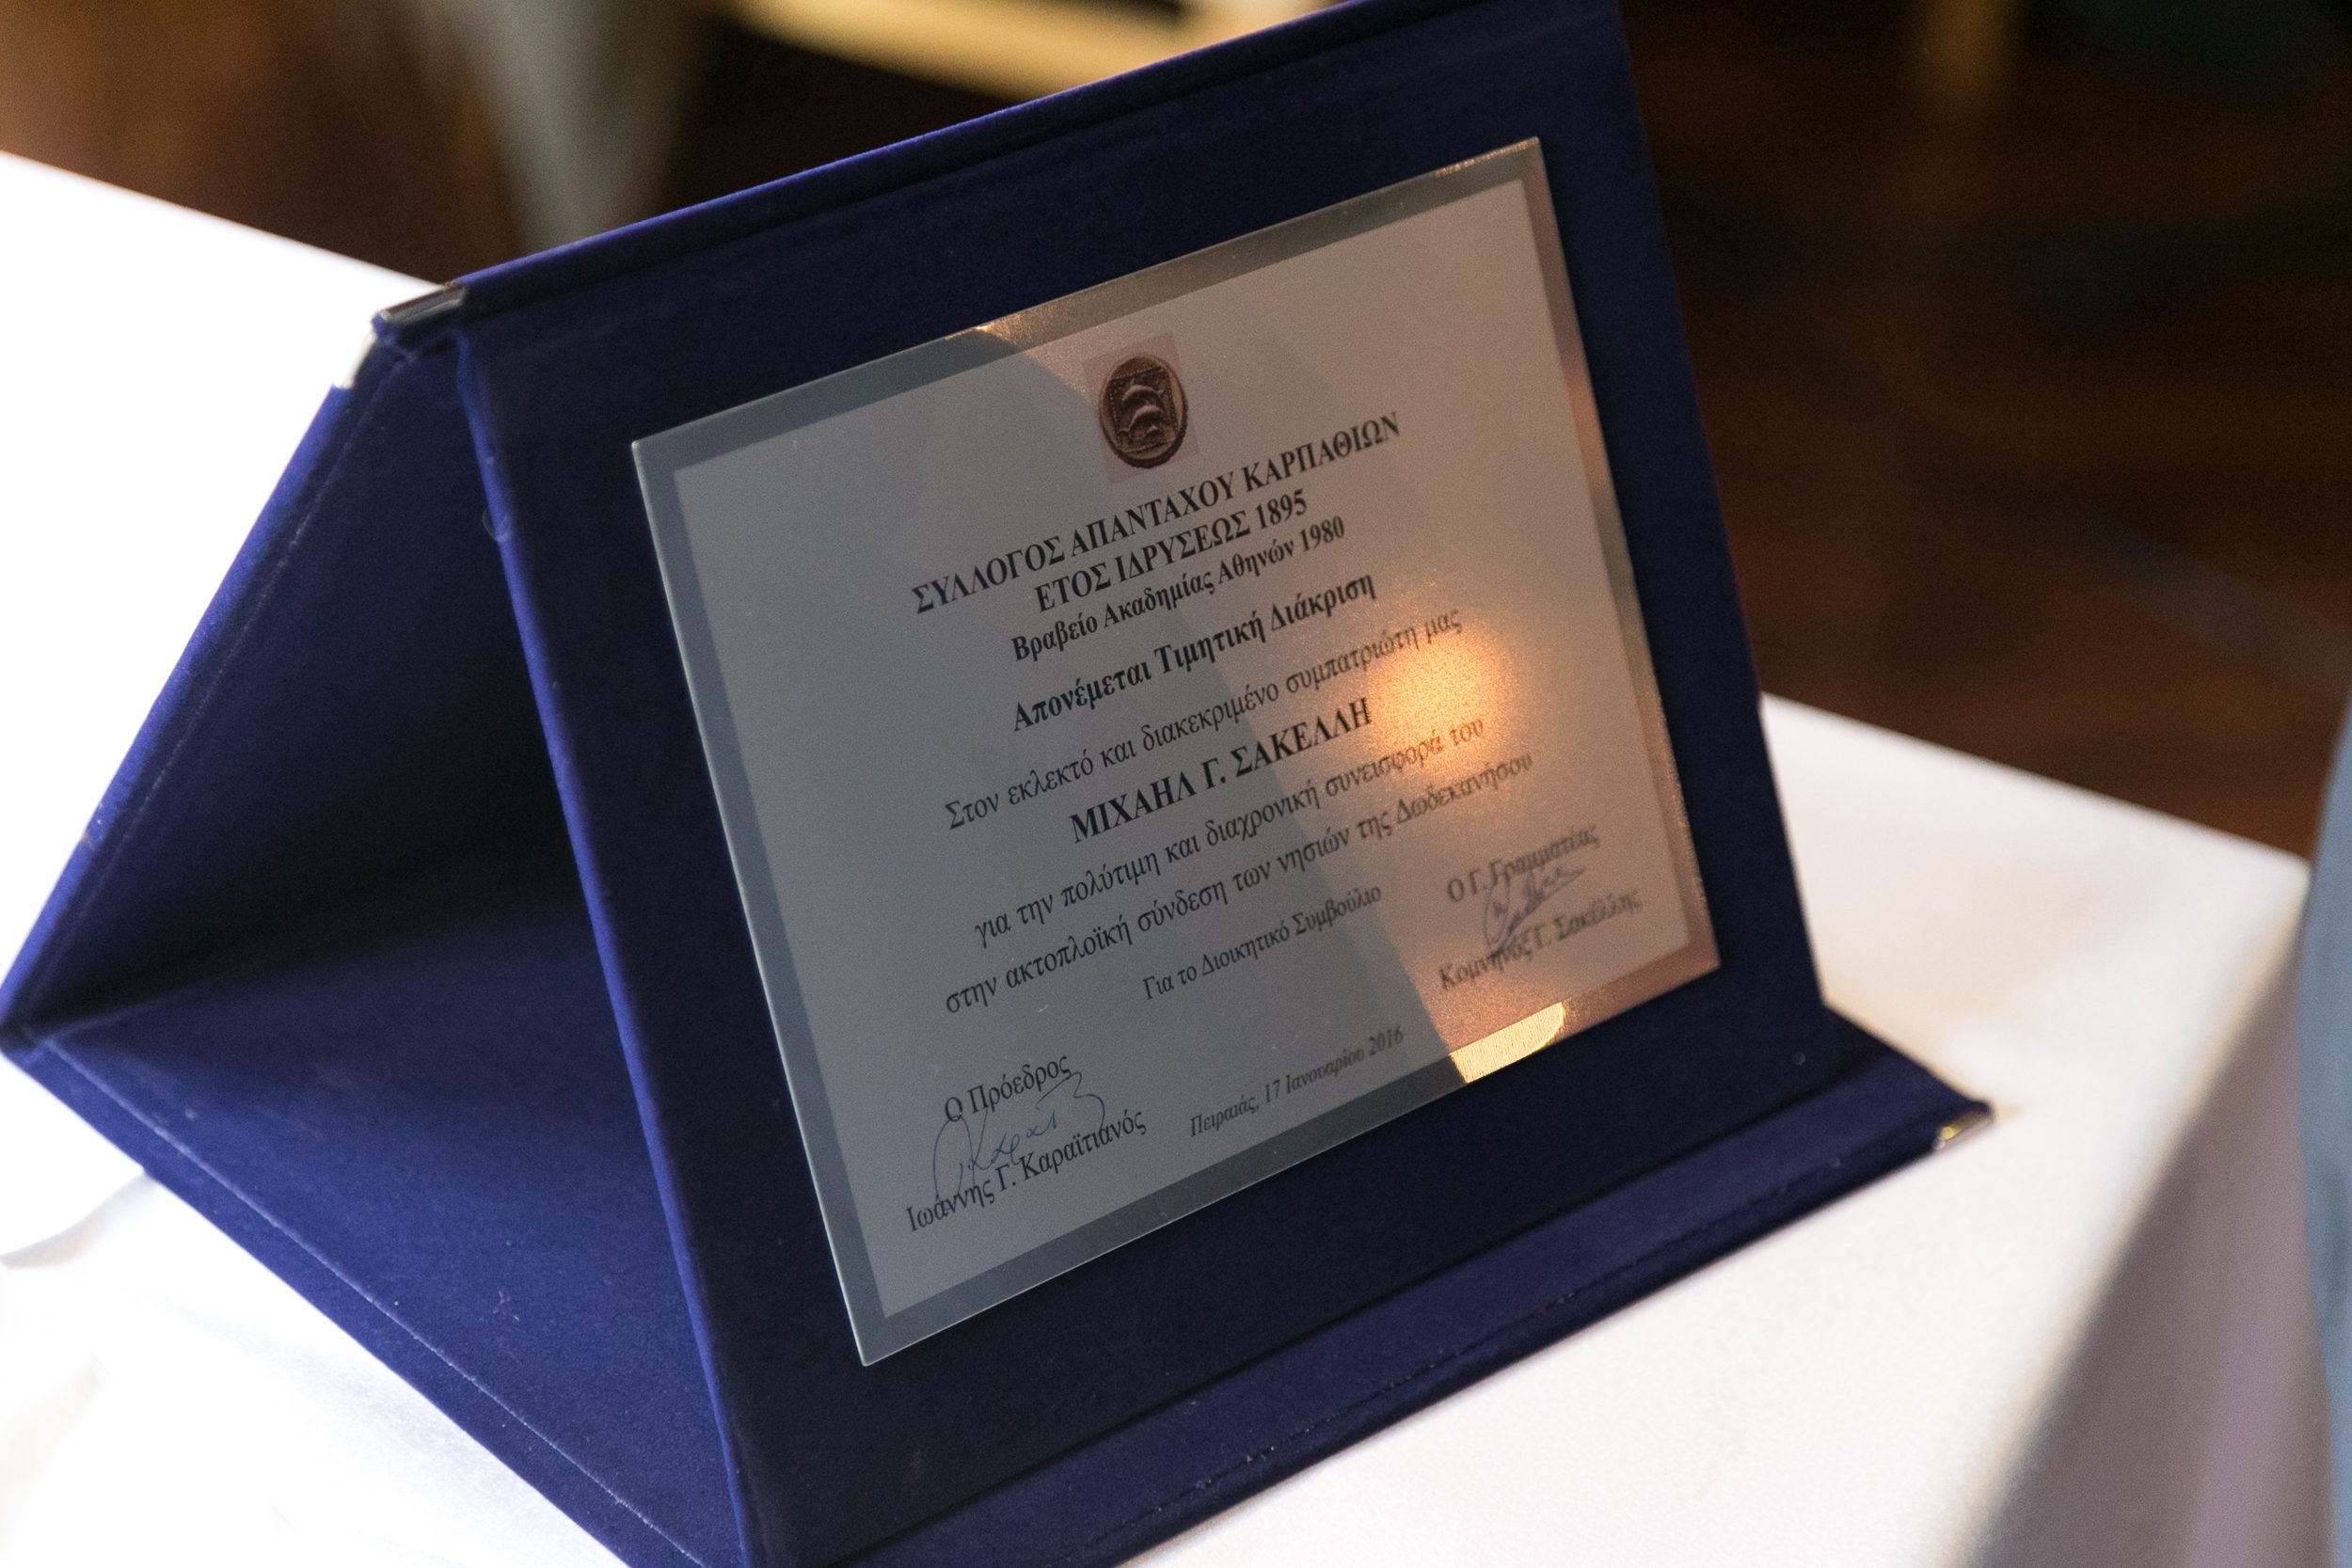 ΣΥΛΛΟΓΟΣ ΑΠΑΝΤΑΧΟΥ ΚΑΡΠΑΘΙΩΝ
ΕΤΟΣ ΙΔΡΥΣΕΩΣ 1895
Βραβείο Ακαδημίας Αθηνών 1980
Απονέμεται Τιμητική Διάκριση
Στον εκλεκτό και διακεκριμένο συμπατριώτη μας
ΜΙΧΑΗΛ Γ. ΣΑΚΕΛΛΗ
για την πολύτιμη και διαχρονική συνεισφορά του
στην ακτοπλοϊκή σύνδεση των νησιών της Δωδεκανήσου
Για το Διοικητικό Συμβούλιο
Ο Πρόεδρος
Ιωάννης Γ. Καραϊτιανός
Ο Γ. Γραμματέας
Κομνηνός Γ. Σακέλλης
Πειραιάς, 17 Ιανουαρίου 2016